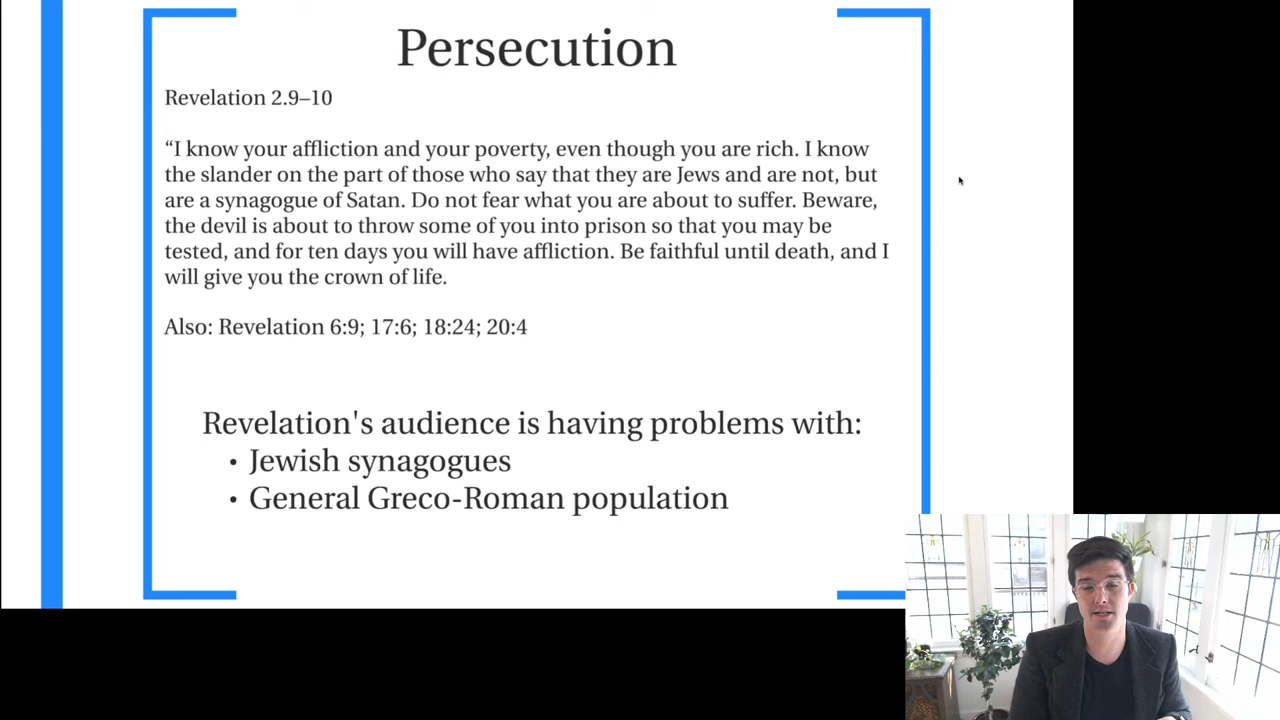 Persecution
Revelation 2.9–10
“I know your affliction and your poverty, even though you are rich. I know
the slander on the part of those who say that they are Jews and are not, but
are a synagogue of Satan. Do not fear what you are about to suffer. Beware,
the devil is about to throw some of you into prison so that you may be
tested, and for ten days you will have affliction. Be faithful until death, and I
will give you the crown of life.
Also: Revelation 6:9; 17:6; 18:24; 20:4
Revelation's audience is having problems with:
• Jewish synagogues
• General Greco-Roman population